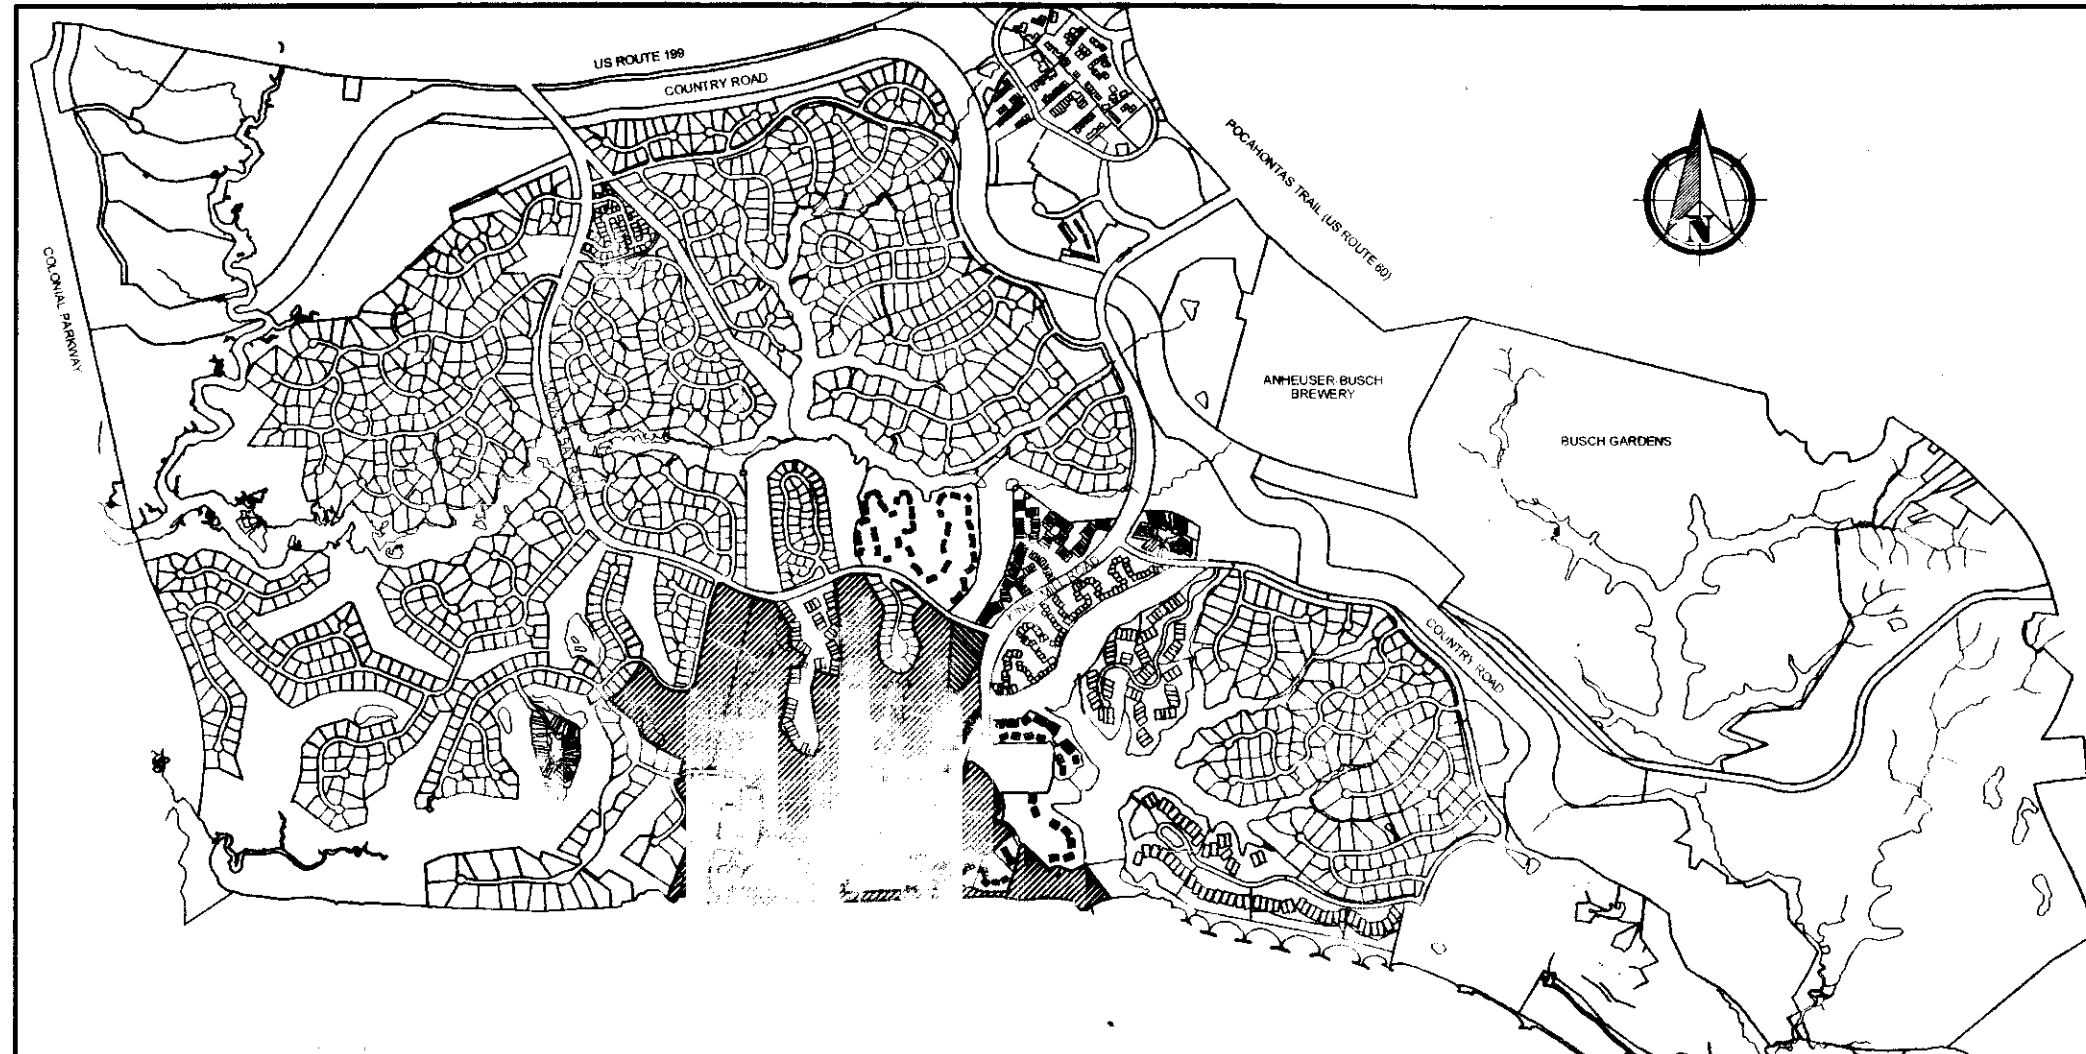 US ROUTE 199
COUNTRY ROAD
POCAHONTAS TRAIL (US ROUTE 60)
N
COLONIAL PARKWAY
ANHEUSER-BUSCH
BREWERY
BUSCH GARDENS
ROAD
COUNTRY ROAD